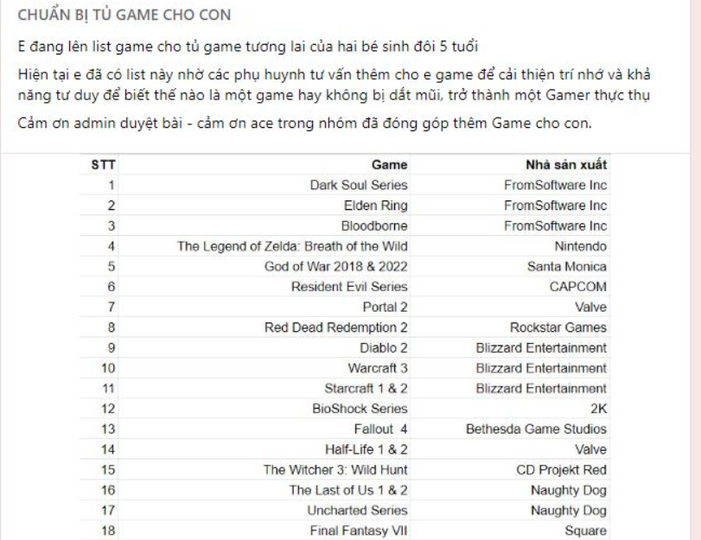 CHUẨN BỊ TỦ GAME CHO CON
E đang lên list game cho tủ game tương lai của hai bé sinh đôi 5 tuổi
Hiện tại e đã có list này nhờ các phụ huynh tư vấn thêm cho e game để cải thiện trí nhớ và khả
năng tư duy để biết thế nào là một game hay không bị dắt mũi, trở thành một Gamer thực thụ
Cảm ơn admin duyệt bài - cảm ơn ace trong nhóm đã đóng góp thêm Game cho con.
STT Game Nhà sản xuất
1 Dark Soul Series FromSoftware Inc
2 Elden Ring FromSoftware Inc
3 Bloodborne FromSoftware Inc
4 The Legend of Zelda: Breath of the Wild Nintendo
5 God of War 2018 & 2022 Santa Monica
6 Resident Evil Series CAPCOM
7 Portal 2 Valve
8 Red Dead Redemption 2 Rockstar Games
9 Diablo 2 Blizzard Entertainment
10 Warcraft 3 Blizzard Entertainment
11 Starcraft 1 & 2 Blizzard Entertainment
12 BioShock Series 2K
13 Fallout 4 Bethesda Game Studios
14 Half-Life 1 & 2 Valve
15 The Witcher 3: Wild Hunt CD Projekt Red
16 The Last of Us 1 & 2 Naughty Dog
17 Uncharted Series Naughty Dog
18 Final Fantasy VII Square